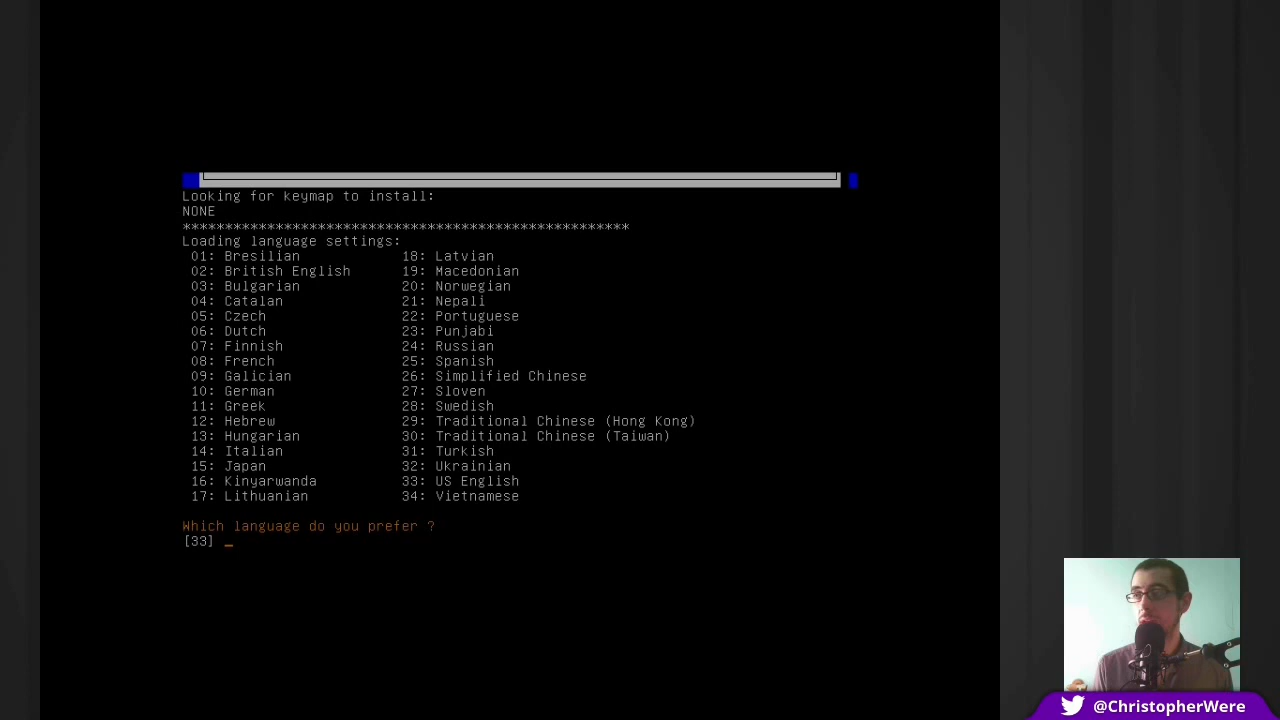 Looking for keymap to install:
NONE
*****************************************************
Loading language settings:
01: Bresilian 18: Latvian
02: British English 19: Macedonian
03: Bulgarian 20: Norwegian
04: Catalan 21: Nepali
05: Czech 22: Portuguese
06: Dutch 23: Punjabi
07: Finnish 24: Russian
08: French 25: Spanish
09: Galician 26: Simplified Chinese
10: German 27: Sloven
11: Greek 28: Swedish
12: Hebrew 29: Traditional Chinese (Hong Kong)
13: Hungarian 30: Traditional Chinese (Taiwan)
14: Italian 31: Turkish
15: Japan 32: Ukrainian
16: Kinyarwanda 33: US English
17: Lithuanian 34: Vietnamese
Which language do you prefer ?
[33] _
@ChristopherWere